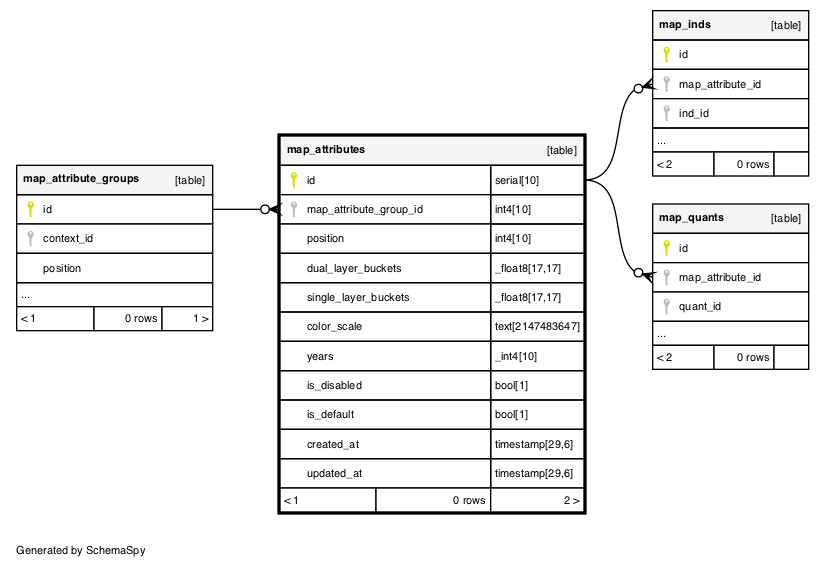 map_attribute_groups [table]
id
context_id
position
...
< 1 0 rows 1 >
map_attributes [table]
id serial[10]
map_attribute_group_id int4[10]
position int4[10]
dual_layer_buckets _float8[17,17]
single_layer_buckets _float8[17,17]
color_scale text[2147483647]
years _int4[10]
is_disabled bool[1]
is_default bool[1]
created_at timestamp[29,6]
updated_at timestamp[29,6]
< 1 0 rows 2 >
map_inds [table]
id
map_attribute_id
ind_id
...
< 2 0 rows
map_quants [table]
id
map_attribute_id
quant_id
...
< 2 0 rows
Generated by SchemaSpy